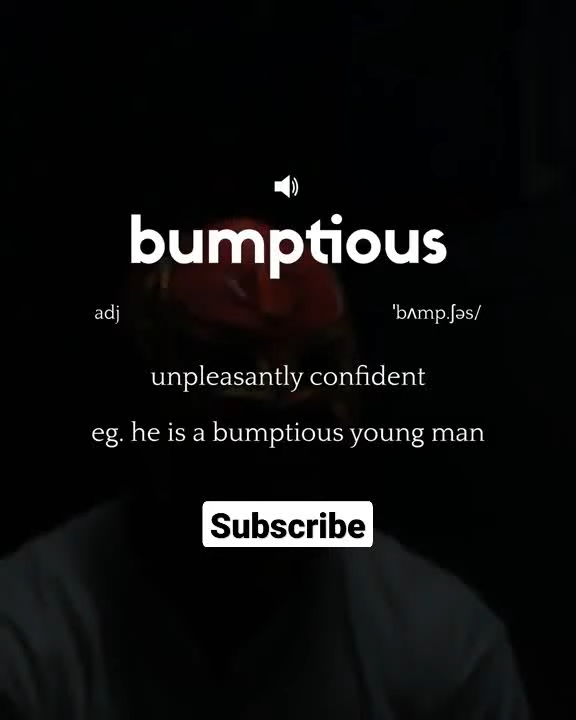 bumptious
adj
'bʌmp.ʃəs/
unpleasantly confident
eg. he is a bumptious young man
Subscribe